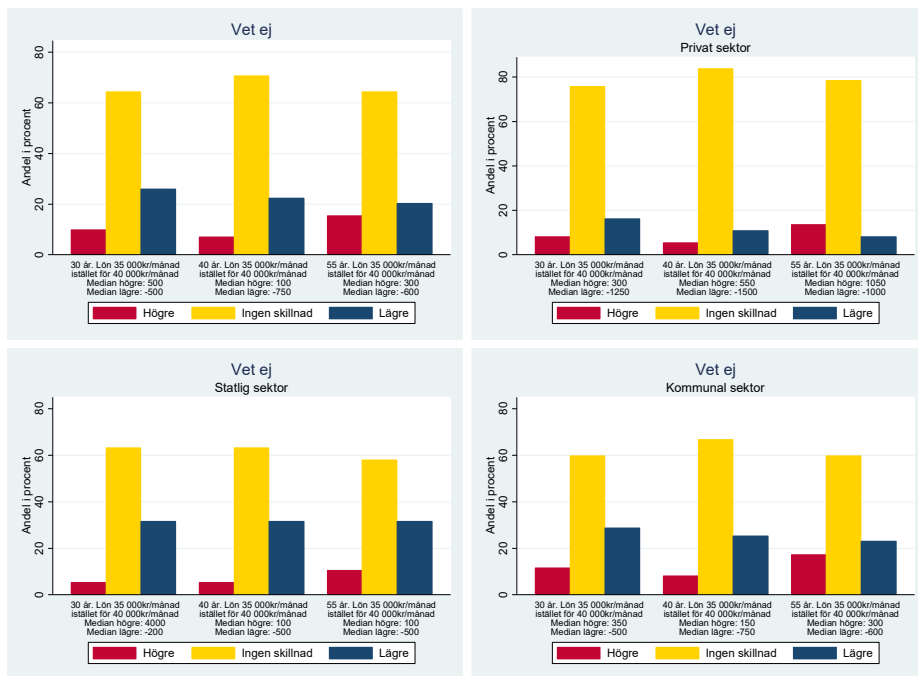 Vet ej
Andel i procent
80
60
40
20
0
30 år. Lön 35 000kr/månad
istället för 40 000kr/månad
Median högre: 500
Median lägre: -500
40 år. Lön 35 000kr/månad
istället för 40 000kr/månad
Median högre: 100
Median lägre: -750
55 år. Lön 35 000kr/månad
istället för 40 000kr/månad
Median högre: 300
Median lägre: -600
Högre Ingen skillnad Lägre
Vet ej
Privat sektor
Andel i procent
80
60
40
20
0
30 år. Lön 35 000kr/månad
istället för 40 000kr/månad
Median högre: 300
Median lägre: -1250
40 år. Lön 35 000kr/månad
istället för 40 000kr/månad
Median högre: 550
Median lägre: -1500
55 år. Lön 35 000kr/månad
istället för 40 000kr/månad
Median högre: 1050
Median lägre: -1000
Högre Ingen skillnad Lägre
Vet ej
Statlig sektor
Andel i procent
80
60
40
20
0
30 år. Lön 35 000kr/månad
istället för 40 000kr/månad
Median högre: 4000
Median lägre: -200
40 år. Lön 35 000kr/månad
istället för 40 000kr/månad
Median högre: 100
Median lägre: -500
55 år. Lön 35 000kr/månad
istället för 40 000kr/månad
Median högre: 100
Median lägre: -500
Högre Ingen skillnad Lägre
Vet ej
Kommunal sektor
Andel i procent
80
60
40
20
0
30 år. Lön 35 000kr/månad
istället för 40 000kr/månad
Median högre: 350
Median lägre: -500
40 år. Lön 35 000kr/månad
istället för 40 000kr/månad
Median högre: 150
Median lägre: -750
55 år. Lön 35 000kr/månad
istället för 40 000kr/månad
Median högre: 300
Median lägre: -600
Högre Ingen skillnad Lägre